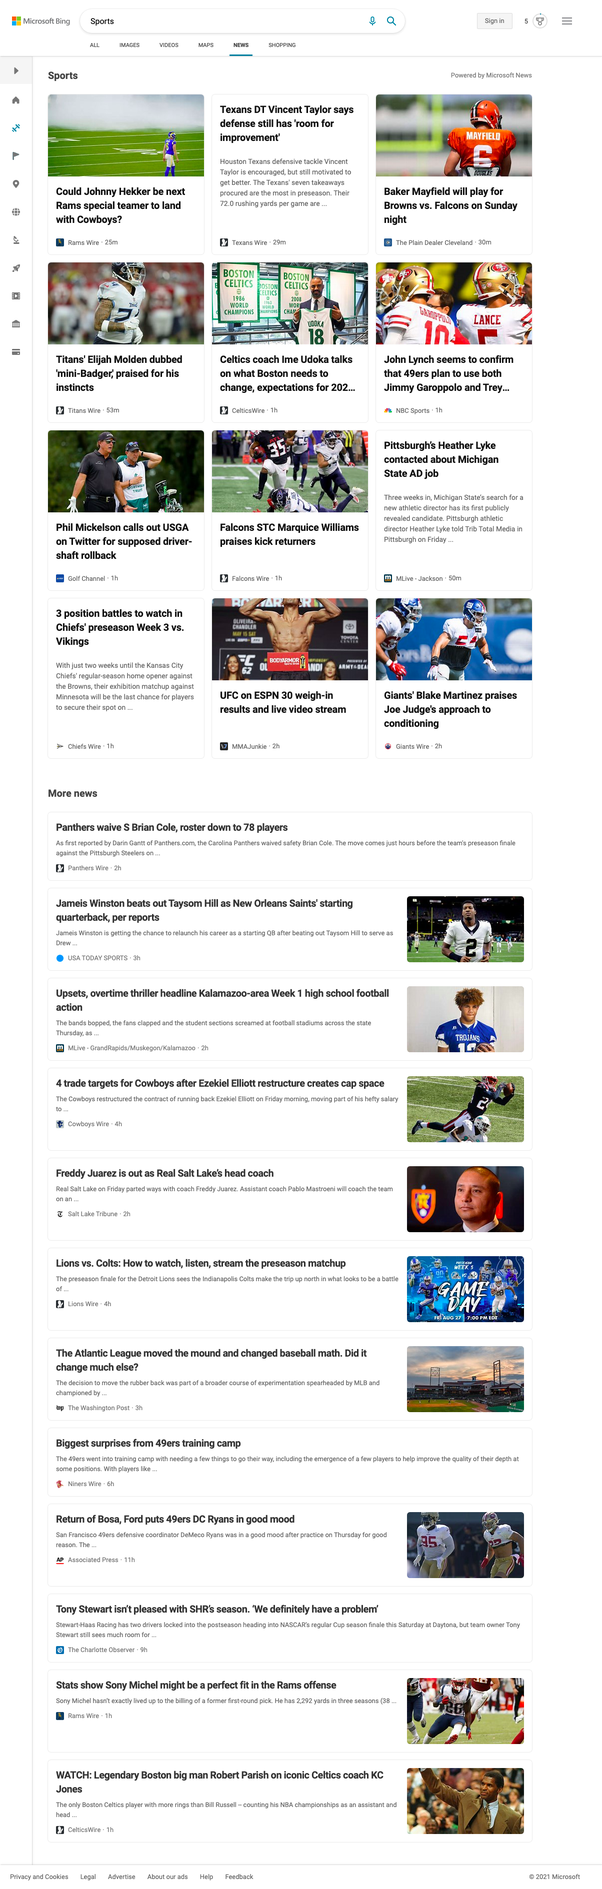 Microsoft Bing
Sports
Sign in
5
ALL IMAGES VIDEOS MAPS NEWS SHOPPING
Sports
Powered by Microsoft News
Could Johnny Hekker be next
Rams special teamer to land
with Cowboys?
Rams Wire · 25m
Texans DT Vincent Taylor says
defense still has 'room for
improvement'
Houston Texans defensive tackle Vincent
Taylor is encouraged, but still motivated to
get better. The Texans' seven takeaways
procured are the most in preseason. Their
72.0 rushing yards per game are ...
Texans Wire · 29m
MAYFIELD
6
Baker Mayfield will play for
Browns vs. Falcons on Sunday
night
The Plain Dealer Cleveland · 30m
Titans' Elijah Molden dubbed
'mini-Badger,' praised for his
instincts
Titans Wire · 53m
BOSTON
CELTICS
1986
WORLD
CHAMPIONS
BOSTON
CELTICS
2008
WORLD
CHAMPIONS
UDOKA
18
Celtics coach Ime Udoka talks
on what Boston needs to
change, expectations for 202...
CelticsWire · 1h
GAROPPOLO
10
LANCE
5
John Lynch seems to confirm
that 49ers plan to use both
Jimmy Garoppolo and Trey...
NBC Sports · 1h
Phil Mickelson calls out USGA
on Twitter for supposed driver-
shaft rollback
Golf Channel · 1h
35
Falcons STC Marquice Williams
praises kick returners
Falcons Wire · 1h
Pittsburgh's Heather Lyke
contacted about Michigan
State AD job
Three weeks in, Michigan State's search for a
new athletic director has its first publicly
revealed candidate. Pittsburgh athletic
director Heather Lyke told Trib Total Media in
Pittsburgh on Friday ...
MLive - Jackson · 50m
3 position battles to watch in
Chiefs' preseason Week 3 vs.
Vikings
With just two weeks until the Kansas City
Chiefs' regular-season home opener against
the Browns, their exhibition matchup against
Minnesota will be the last chance for players
to secure their spot on ...
Chiefs Wire · 1h
BODYARMOR
TOYOTA
UFC on ESPN 30 weigh-in
results and live video stream
MMAJunkie · 2h
Giants' Blake Martinez praises
Joe Judge's approach to
conditioning
Giants Wire · 2h
More news
Panthers waive S Brian Cole, roster down to 78 players
As first reported by Darin Gantt of Panthers.com, the Carolina Panthers waived safety Brian Cole. The move comes just hours before the team's preseason finale
against the Pittsburgh Steelers on ...
Panthers Wire · 2h
Jameis Winston beats out Taysom Hill as New Orleans Saints' starting
quarterback, per reports
Jameis Winston is getting the chance to relaunch his career as a starting QB after beating out Taysom Hill to serve as
Drew ...
USA TODAY SPORTS · 3h
2
Upsets, overtime thriller headline Kalamazoo-area Week 1 high school football
action
The bands bopped, the fans clapped and the student sections screamed at football stadiums across the state
Thursday, as ...
MLive - GrandRapids/Muskegon/Kalamazoo · 2h
TROJANS
4 trade targets for Cowboys after Ezekiel Elliott restructure creates cap space
The Cowboys restructured the contract of running back Ezekiel Elliott on Friday morning, moving part of his hefty salary
to ...
Cowboys Wire · 4h
Freddy Juarez is out as Real Salt Lake's head coach
Real Salt Lake on Friday parted ways with coach Freddy Juarez. Assistant coach Pablo Mastroeni will coach the team
on an ...
Salt Lake Tribune · 2h
Lions vs. Colts: How to watch, listen, stream the preseason matchup
The preseason finale for the Detroit Lions sees the Indianapolis Colts make the trip up north in what looks to be a battle
of ...
Lions Wire · 4h
GAME
DAY
FRI AUG 27 7:00 PM EDT
The Atlantic League moved the mound and changed baseball math. Did it
change much else?
The decision to move the rubber back was part of a broader course of experimentation spearheaded by MLB and
championed by ...
The Washington Post · 3h
Biggest surprises from 49ers training camp
The 49ers went into training camp with needing a few things to go their way, including the emergence of a few players to help improve the quality of their depth at
some positions. With players like ...
Niners Wire · 6h
Return of Bosa, Ford puts 49ers DC Ryans in good mood
San Francisco 49ers defensive coordinator DeMeco Ryans was in a good mood after practice on Thursday for good
reason. The ...
Associated Press · 11h
Tony Stewart isn't pleased with SHR's season. 'We definitely have a problem'
Stewart-Haas Racing has two drivers locked into the postseason heading into NASCAR's regular Cup season finale this Saturday at Daytona, but team owner Tony
Stewart still sees much room for ...
The Charlotte Observer · 9h
Stats show Sony Michel might be a perfect fit in the Rams offense
Sony Michel hasn't exactly lived up to the billing of a former first-round pick. He has 2,292 yards in three seasons (38 ...
Rams Wire · 1h
WATCH: Legendary Boston big man Robert Parish on iconic Celtics coach KC
Jones
The only Boston Celtics player with more rings than Bill Russell – counting his NBA championships as an assistant and
head ...
CelticsWire · 1h
Privacy and Cookies Legal Advertise About our ads Help Feedback
© 2021 Microsoft